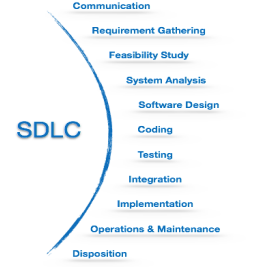 Communication
Requirement Gathering
Feasibility Study
System Analysis
Software Design
SDLC
Coding
Testing
Integration
Implementation
Operations & Maintenance
Disposition